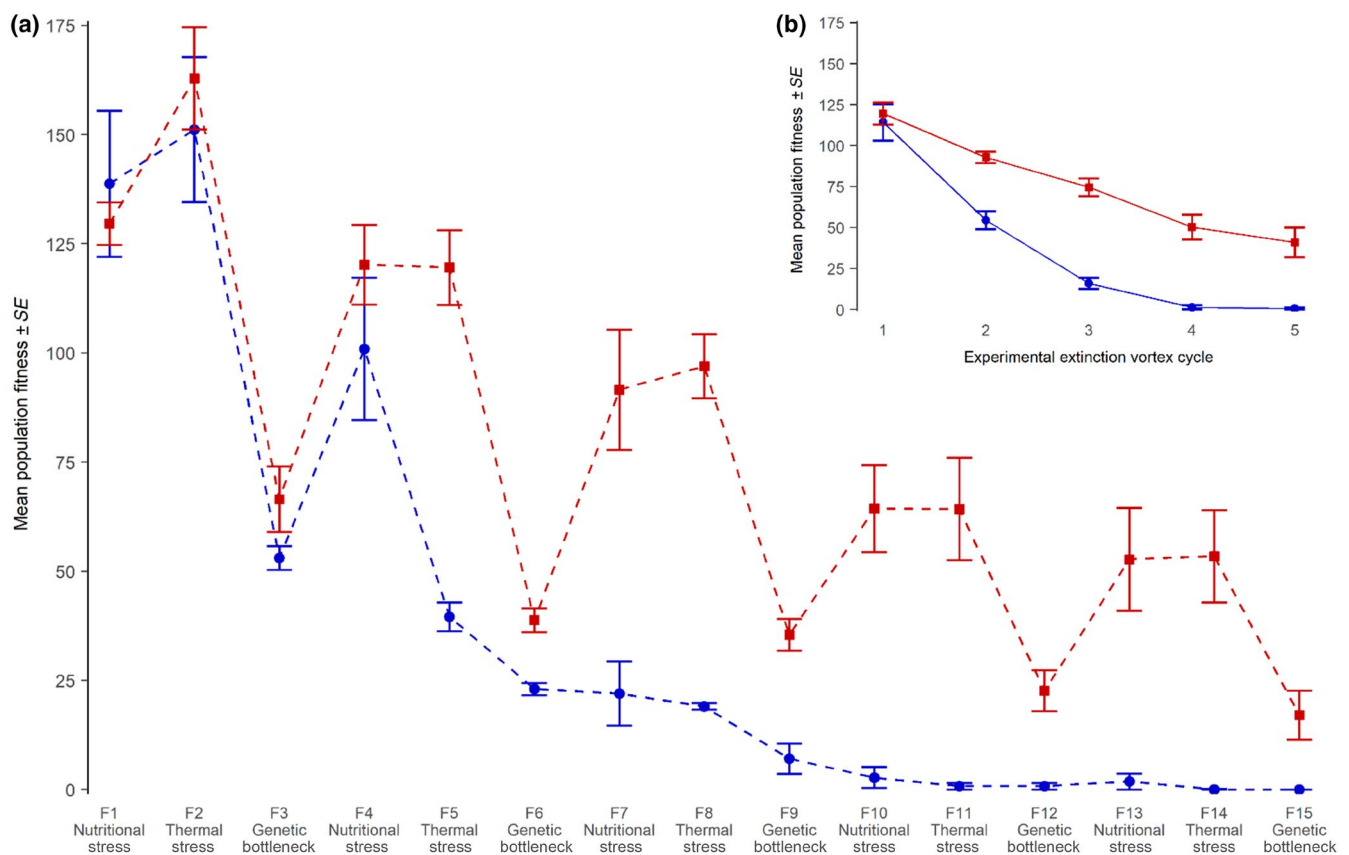 (a)
175
150
125
100
75
50
25
0
Mean population fitness ± SE
F1
Nutritional
stress
F2
Thermal
stress
F3
Genetic
bottleneck
F4
Nutritional
stress
F5
Thermal
stress
F6
Genetic
bottleneck
F7
Nutritional
stress
F8
Thermal
stress
F9
Genetic
bottleneck
F10
Nutritional
stress
F11
Thermal
stress
F12
Genetic
bottleneck
F13
Nutritional
stress
F14
Thermal
stress
F15
Genetic
bottleneck
(b)
175
150
125
100
75
50
25
0
Mean population fitness ± SE
1
2
3
4
5
Experimental extinction vortex cycle